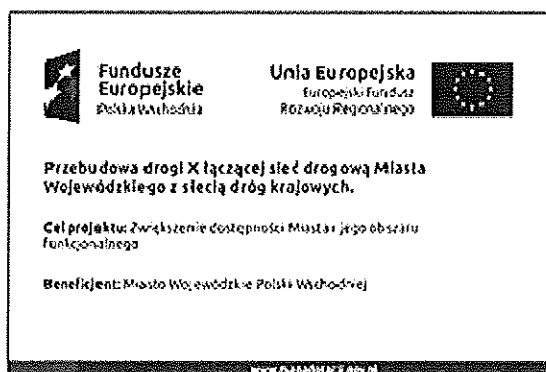 Fundusze
Europejskie
Polska Wschodnia
Unia Europejska
Europejski Fundusz
Rozwoju Regionalnego
Przebudowa drogi X łączącej sieć drogową Miasta
Wojewódzkiego z siecią dróg krajowych.
Cel projektu: Zwiększenie dostępności Miasta i jego obszaru
funkcjonalnego
Beneficjent: Miasto Wojewódzkie Polski Wschodniej